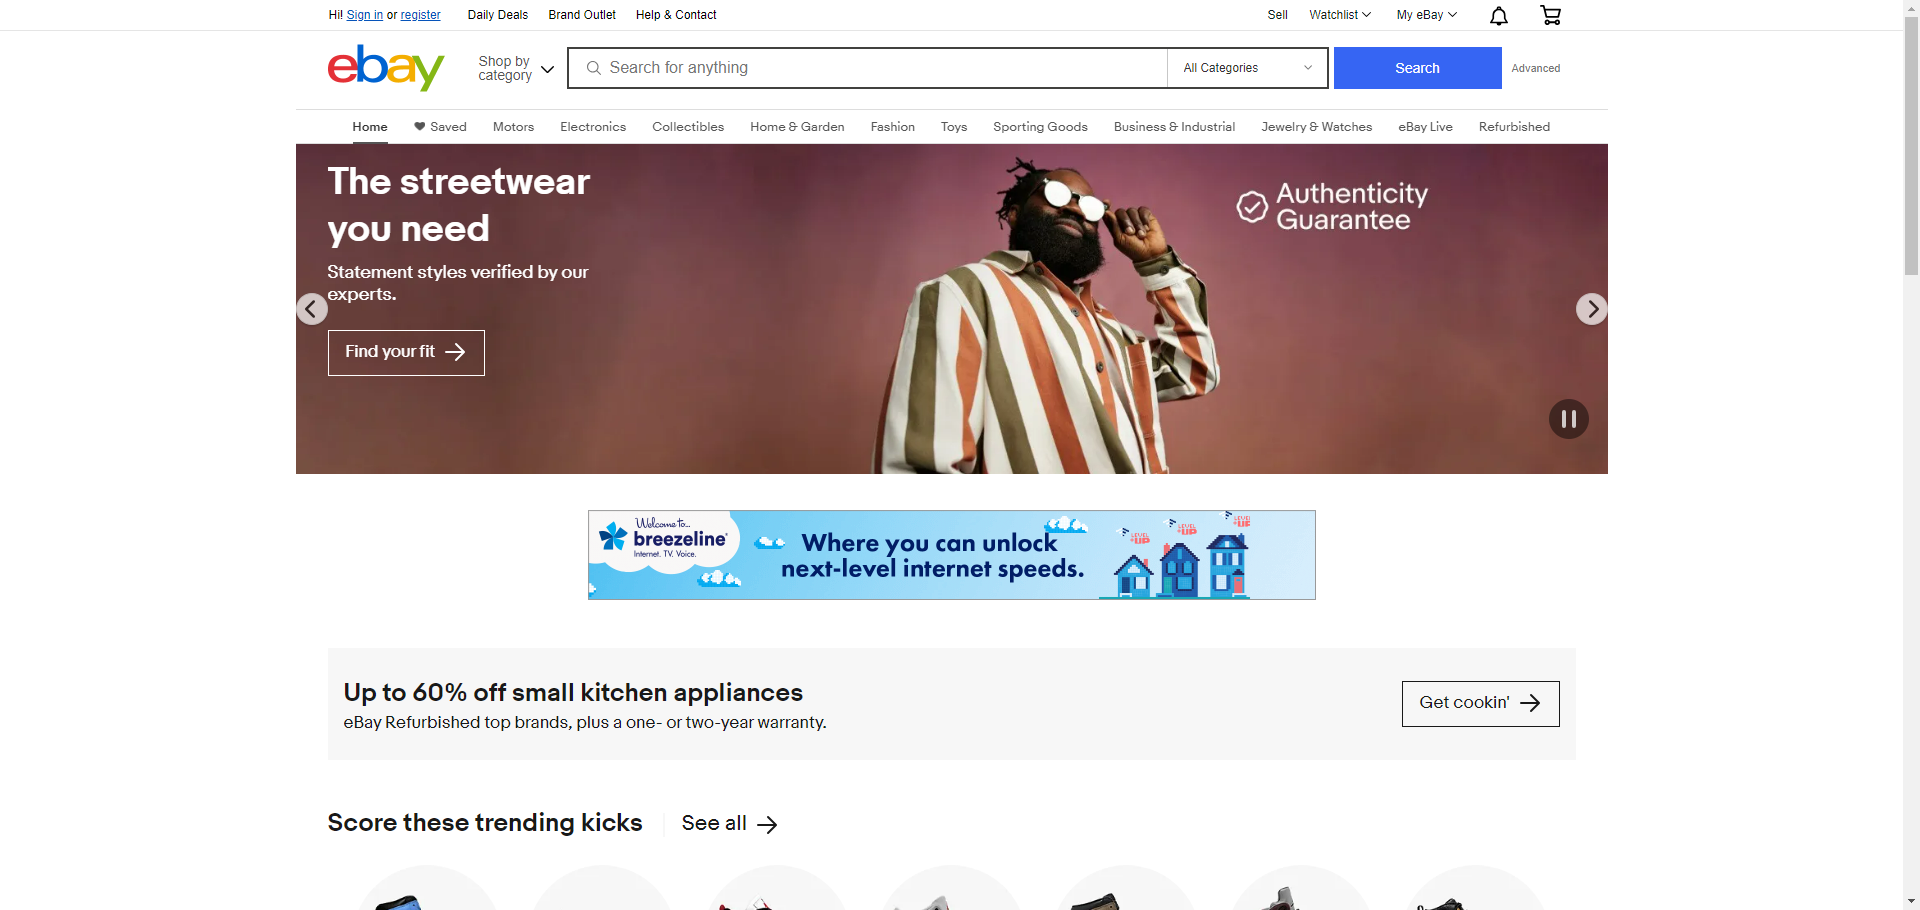 Hi! Sign in or register Daily Deals Brand Outlet Help & Contact Sell Watchlist My eBay
ebay
Shop by
category
Search for anything
All Categories
Search
Advanced
Home Saved Motors Electronics Collectibles Home & Garden Fashion Toys Sporting Goods Business & Industrial Jewelry & Watches eBay Live Refurbished
The streetwear
you need
Statement styles verified by our
experts.
Find your fit
Authenticity
Guarantee
Welcome to...
breezeline
Internet. TV. Voice.
Where you can unlock
next-level internet speeds.
LEVEL
UP
LEVEL
UP
LEVEL
UP
Up to 60% off small kitchen appliances
eBay Refurbished top brands, plus a one- or two-year warranty.
Get cookin'
Score these trending kicks See all